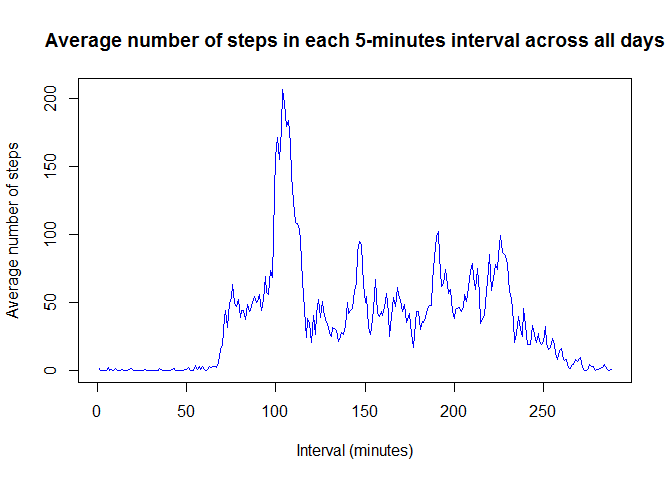 Average number of steps in each 5-minutes interval across all days
Average number of steps
200
150
100
50
0
0 50 100 150 200 250
Interval (minutes)